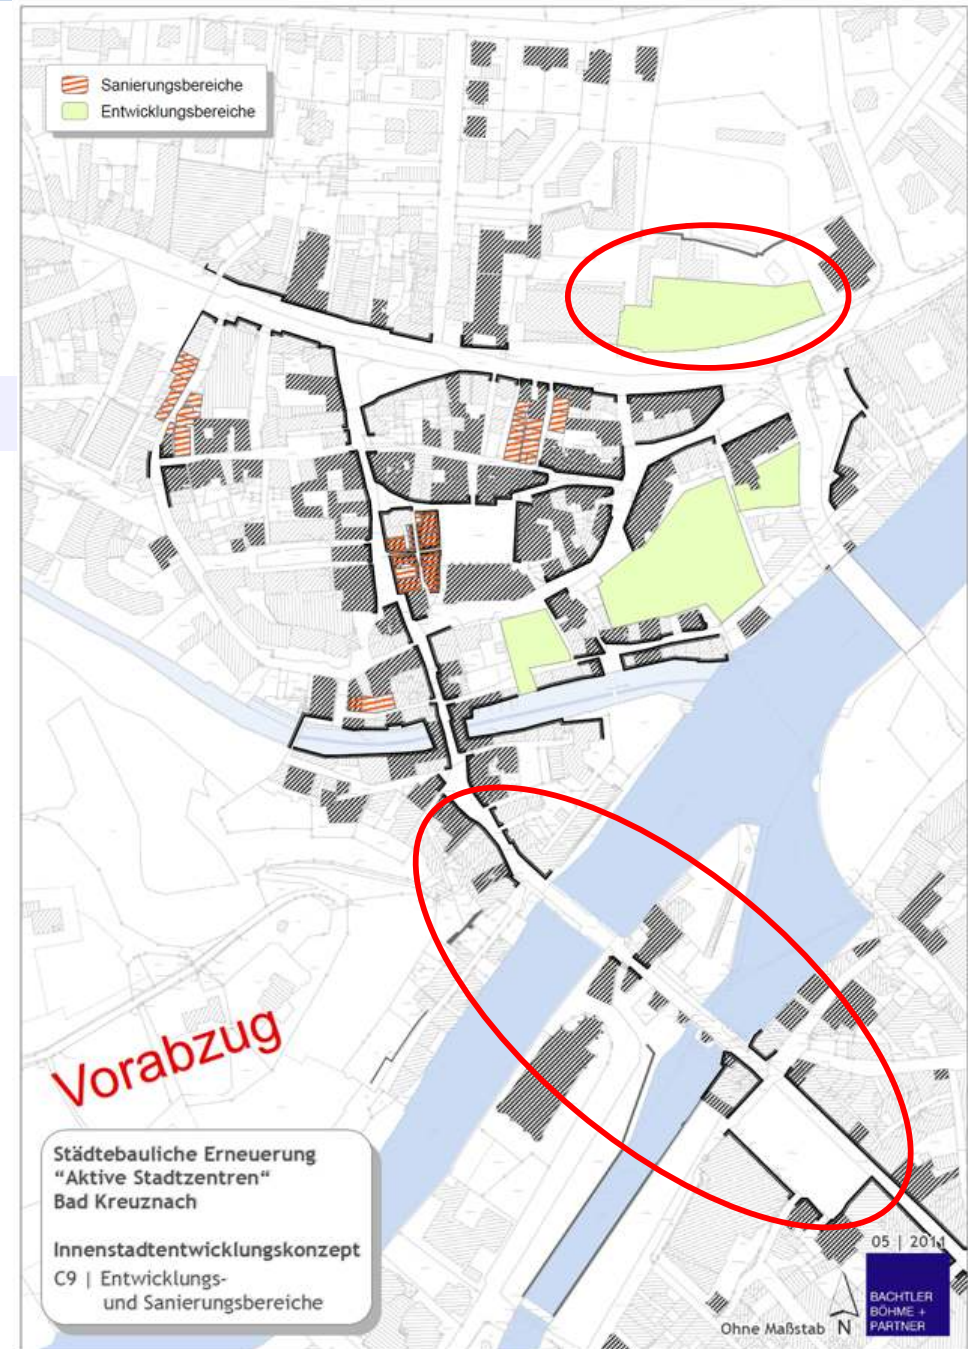 Sanierungsbereiche
Entwicklungsbereiche
Vorabzug
Städtebauliche Erneuerung
"Aktive Stadtzentren"
Bad Kreuznach
Innenstadtentwicklungskonzept
C9 | Entwicklungs-
und Sanierungsbereiche
05 | 2011
Ohne Maßstab N
BACHTLER
BÖHME +
PARTNER